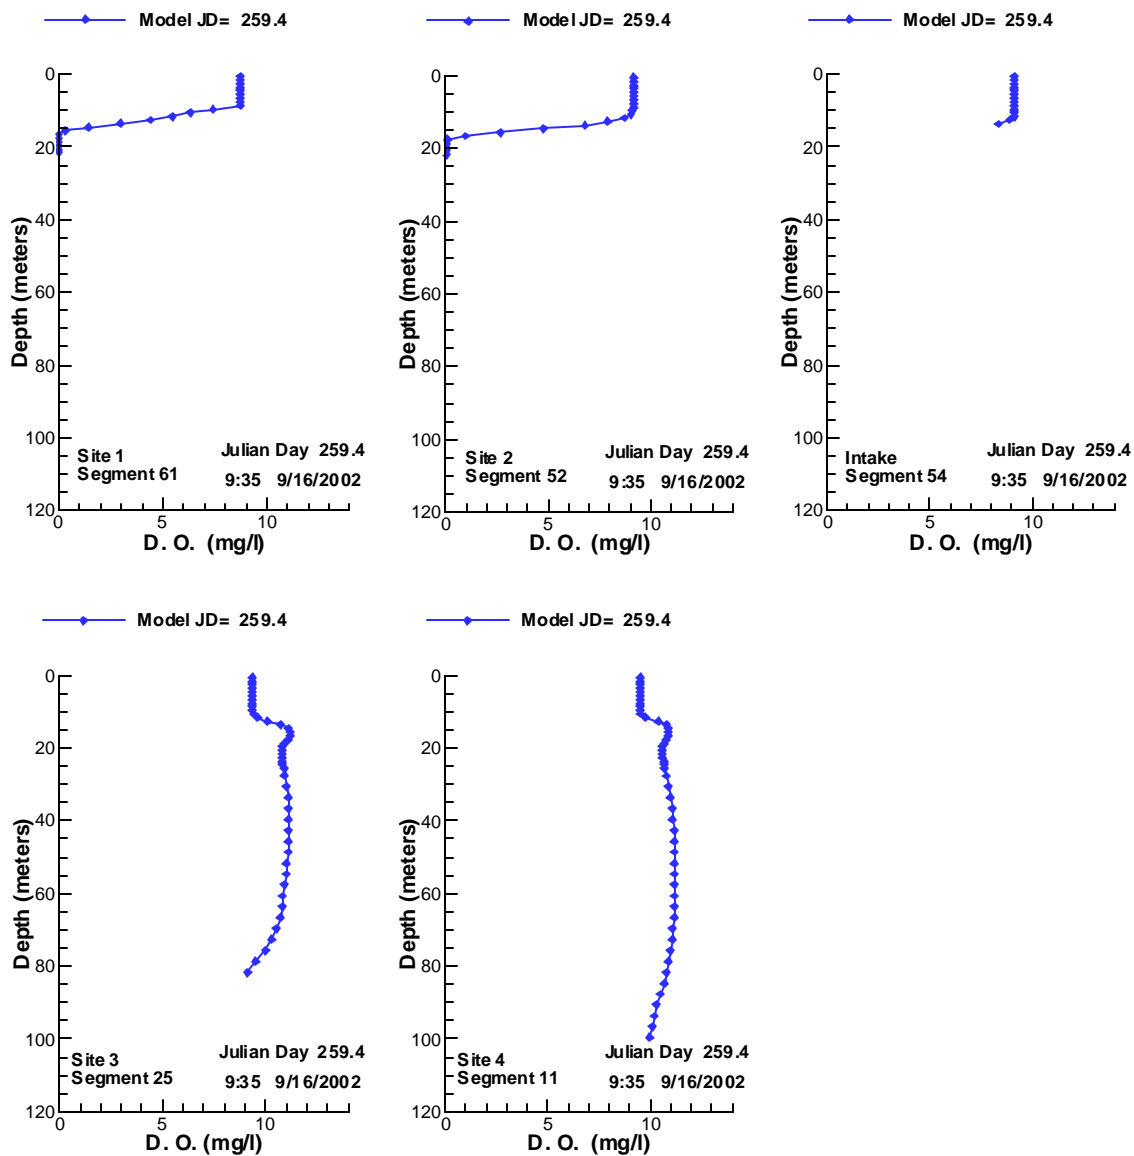 Model JD= 259.4
0
20
40
60
80
100
120
Depth (meters)
Site 1
Segment 61
Julian Day 259.4
9:35 9/16/2002
0 5 10
D. O. (mg/l)
Model JD= 259.4
0
20
40
60
80
100
120
Depth (meters)
Site 2
Segment 52
Julian Day 259.4
9:35 9/16/2002
0 5 10
D. O. (mg/l)
Model JD= 259.4
0
20
40
60
80
100
120
Depth (meters)
Intake
Segment 54
Julian Day 259.4
9:35 9/16/2002
0 5 10
D. O. (mg/l)
Model JD= 259.4
0
20
40
60
80
100
120
Depth (meters)
Site 3
Segment 25
Julian Day 259.4
9:35 9/16/2002
0 5 10
D. O. (mg/l)
Model JD= 259.4
0
20
40
60
80
100
120
Depth (meters)
Site 4
Segment 11
Julian Day 259.4
9:35 9/16/2002
0 5 10
D. O. (mg/l)